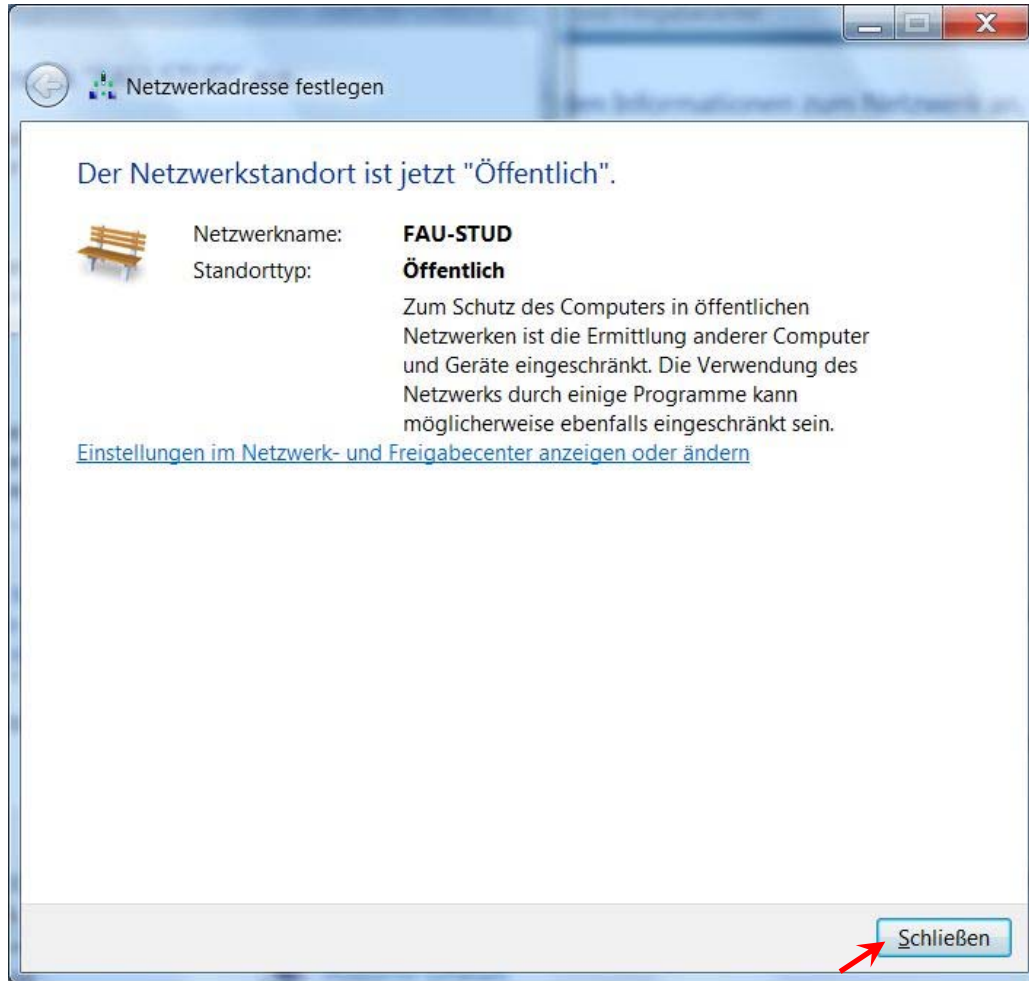 Netzwerkadresse festlegen
Der Netzwerkstandort ist jetzt "Öffentlich".
Netzwerkname: FAU-STUD
Standorttyp: Öffentlich
Zum Schutz des Computers in öffentlichen
Netzwerken ist die Ermittlung anderer Computer
und Geräte eingeschränkt. Die Verwendung des
Netzwerks durch einige Programme kann
möglicherweise ebenfalls eingeschränkt sein.
Einstellungen im Netzwerk- und Freigabecenter anzeigen oder ändern
Schließen